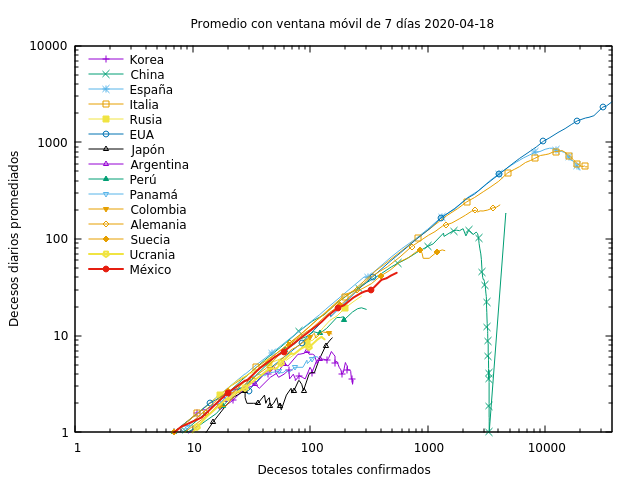 Promedio con ventana móvil de 7 días 2020-04-18
10000
1000
100
10
1
Decesos diarios promediados
Korea
China
España
Italia
Rusia
EUA
Japón
Argentina
Perú
Panamá
Colombia
Alemania
Suecia
Ucrania
México
1 10 100 1000 10000
Decesos totales confirmados